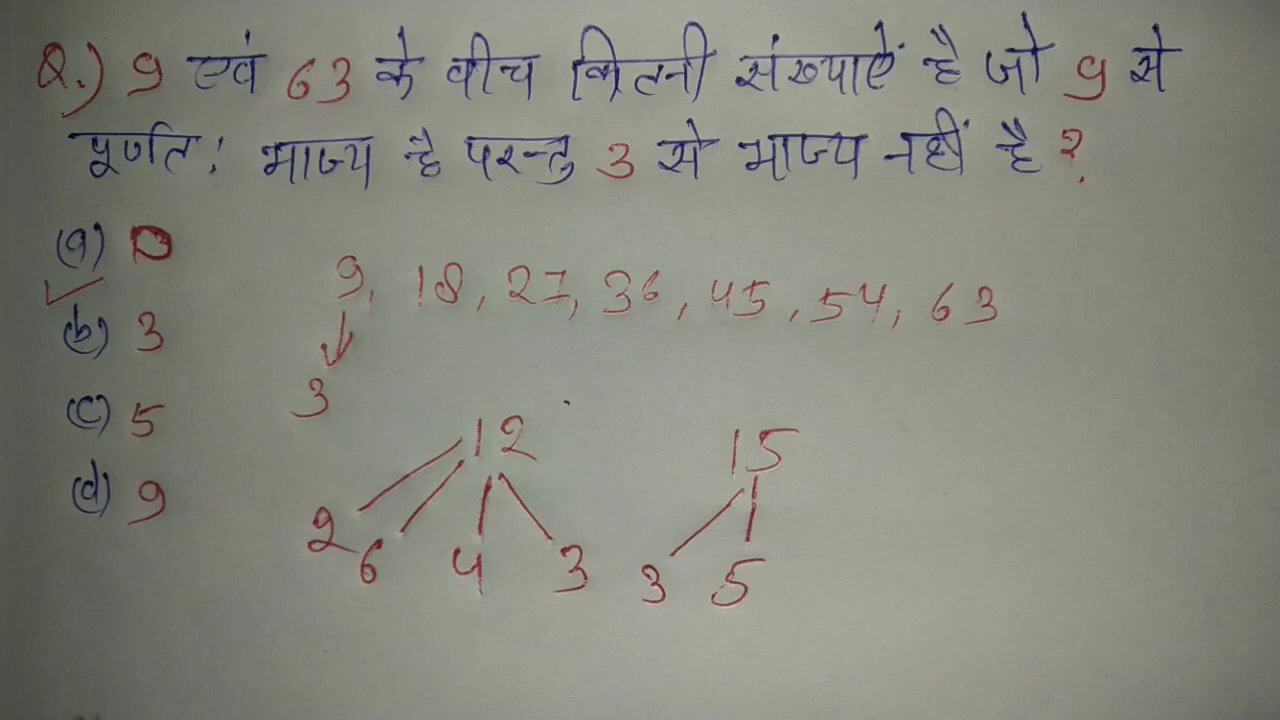 Q.) 9 एवं 63 के बीच कितनी संख्याऐं है जो 9 से
पूर्णत: भाज्य है परन्तु 3 से भाज्य नहीं है ?
(a) 0
(b) 3
(c) 5
(d) 9
9, 18, 27, 36, 45, 54, 63
3
12
2 6 4 3
15
3 5